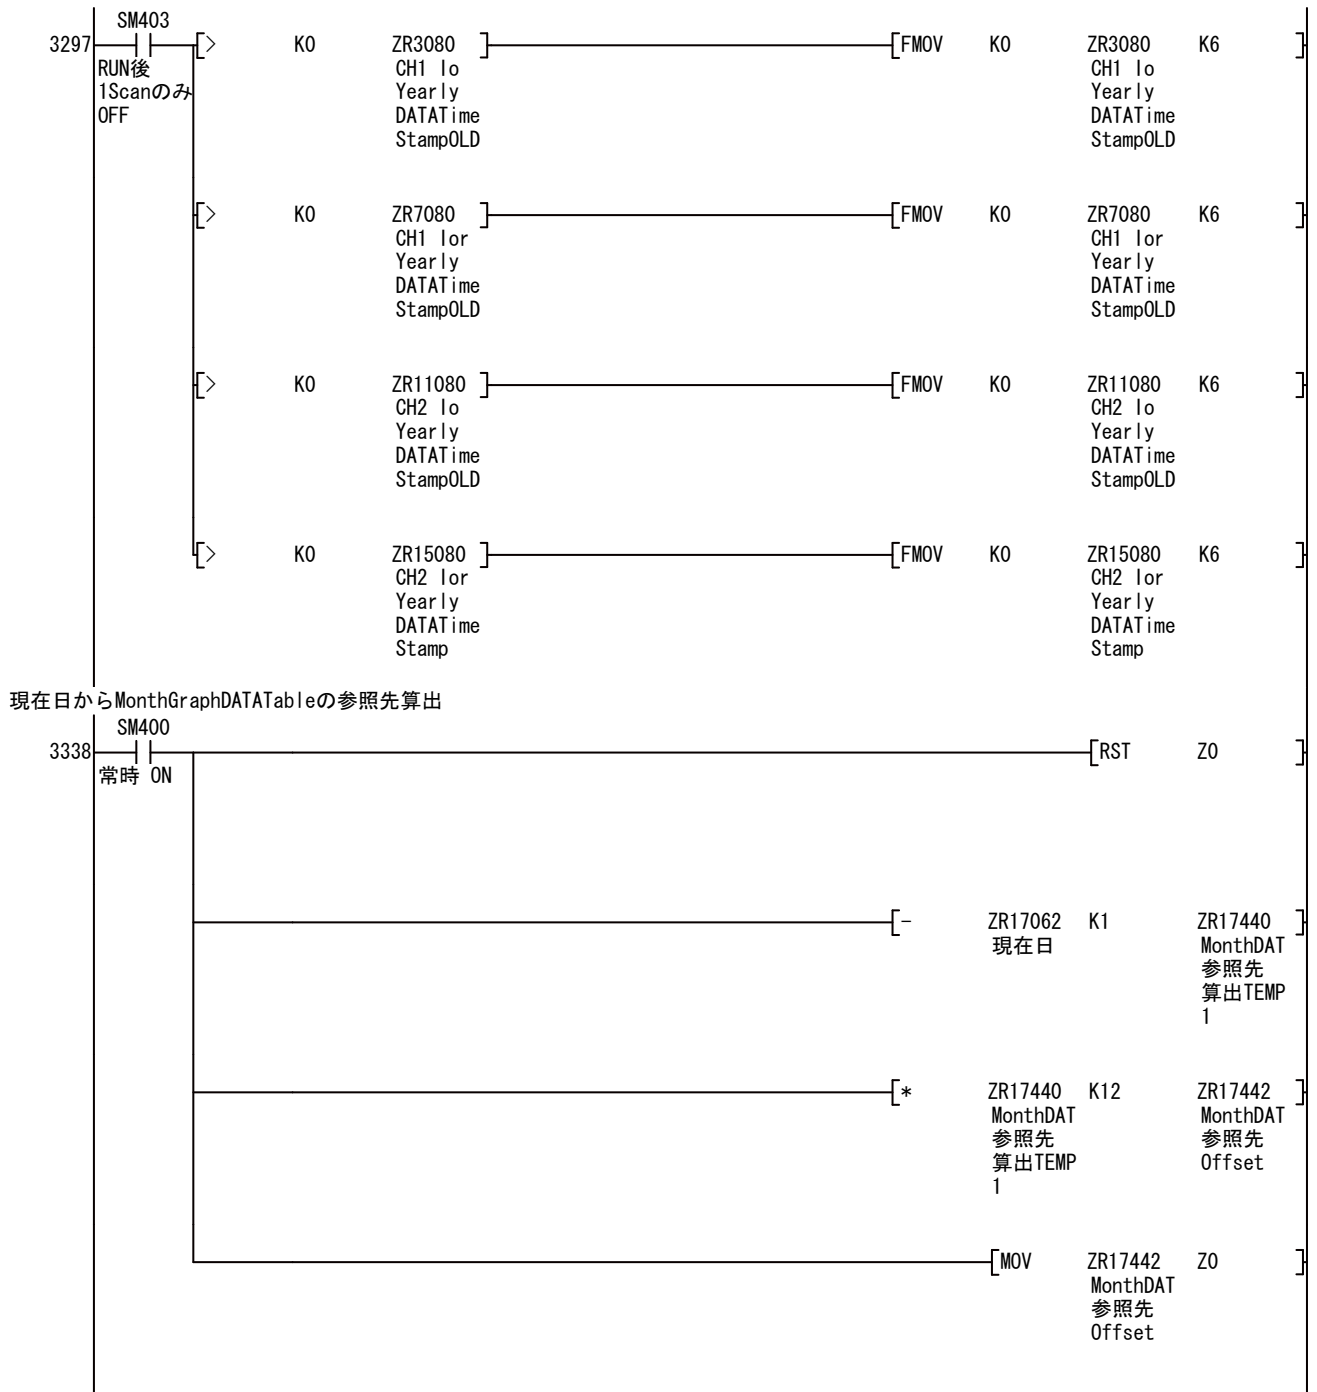 SM403
3297 [> K0 ZR3080 ] [FMOV K0 ZR3080 K6 ]
RUN後 CH1 Io CH1 Io
1Scanのみ Yearly Yearly
OFF DATATime DATATime
StampOLD StampOLD
[> K0 ZR7080 ] [FMOV K0 ZR7080 K6 ]
CH1 Ior CH1 Ior
Yearly Yearly
DATATime DATATime
StampOLD StampOLD
[> K0 ZR11080 ] [FMOV K0 ZR11080 K6 ]
CH2 Io CH2 Io
Yearly Yearly
DATATime DATATime
StampOLD StampOLD
[> K0 ZR15080 ] [FMOV K0 ZR15080 K6 ]
CH2 Ior CH2 Ior
Yearly Yearly
DATATime DATATime
Stamp Stamp
現在日からMonthGraphDATATableの参照先算出
SM400
3338 [RST Z0 ]
常時 ON
[- ZR17062 K1 ZR17440 ]
現在日 MonthDAT
参照先
算出TEMP
1
[* ZR17440 K12 ZR17442 ]
MonthDAT MonthDAT
参照先 参照先
算出TEMP Offset
1
[MOV ZR17442 Z0 ]
MonthDAT
参照先
Offset